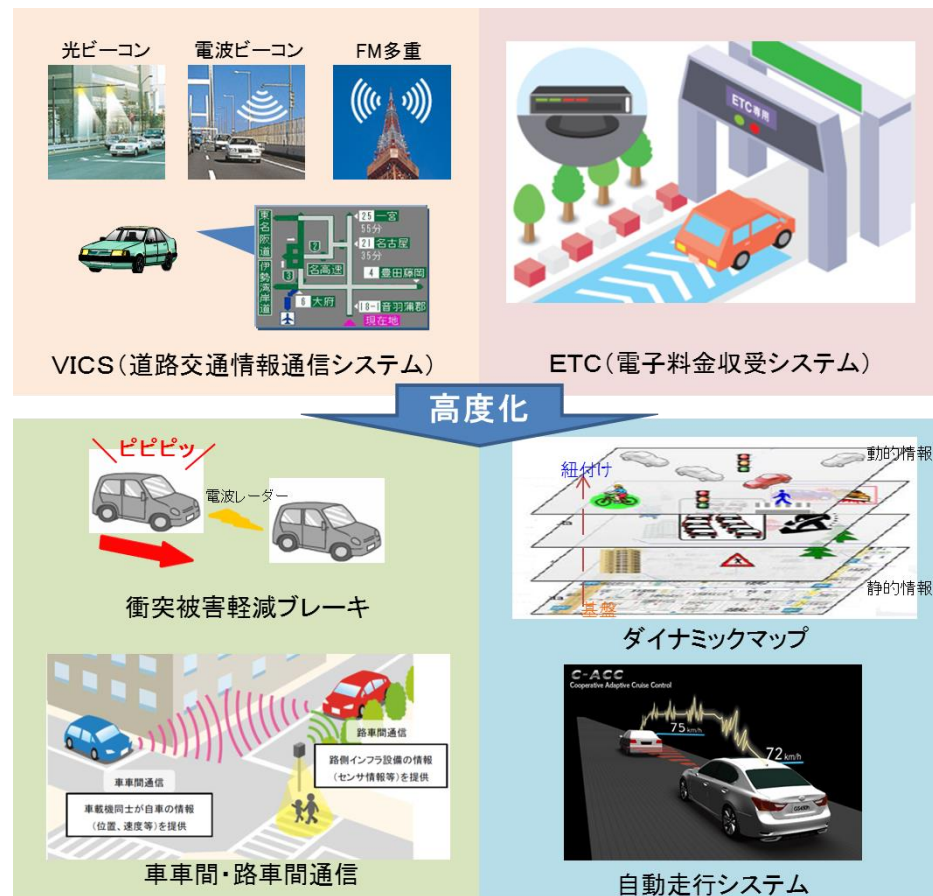 光ビーコン
電波ビーコン
FM多重
ETC専用
東名阪道
伊勢湾岸道
25 一宮
55分
2
21 名古屋
35分
名高速
3
4 豊田藤岡
6 大府
18-1 音羽蒲郡
現在地
VICS(道路交通情報通信システム)
ETC(電子料金収受システム)
高度化
ピピピッ
電波レーダー
衝突被害軽減ブレーキ
動的情報
紐付け
静的情報
基盤
ダイナミックマップ
路車間通信
路側インフラ設備の情報
(センサ情報等)を提供
車車間通信
車載機同士が自車の情報
(位置、速度等)を提供
車車間・路車間通信
C-ACC
Cooperative Adaptive Cruise Control
75 km/h
72 km/h
自動走行システム